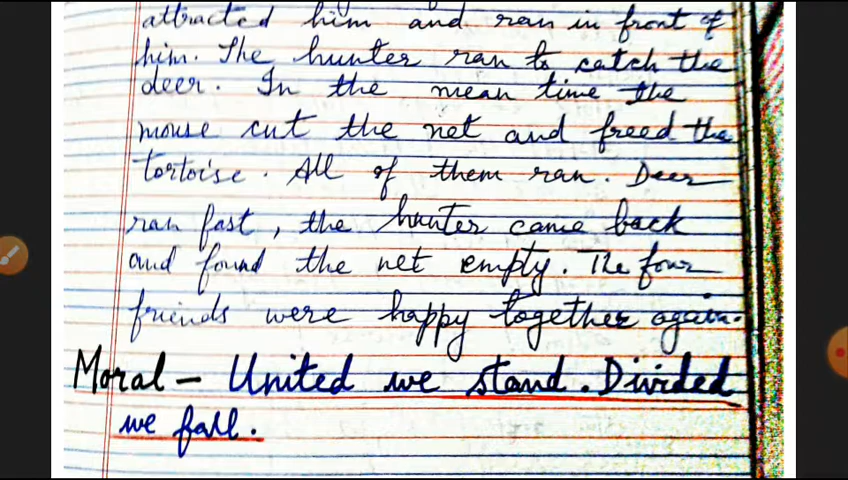 attracted him and ran in front of
him. The hunter ran to catch the
deer. In the mean time the
mouse cut the net and freed the
tortoise. All of them ran. Deer
ran fast, the hunter came back
and found the net empty. The four
friends were happy together again.
Moral - United we stand. Divided
we fall.